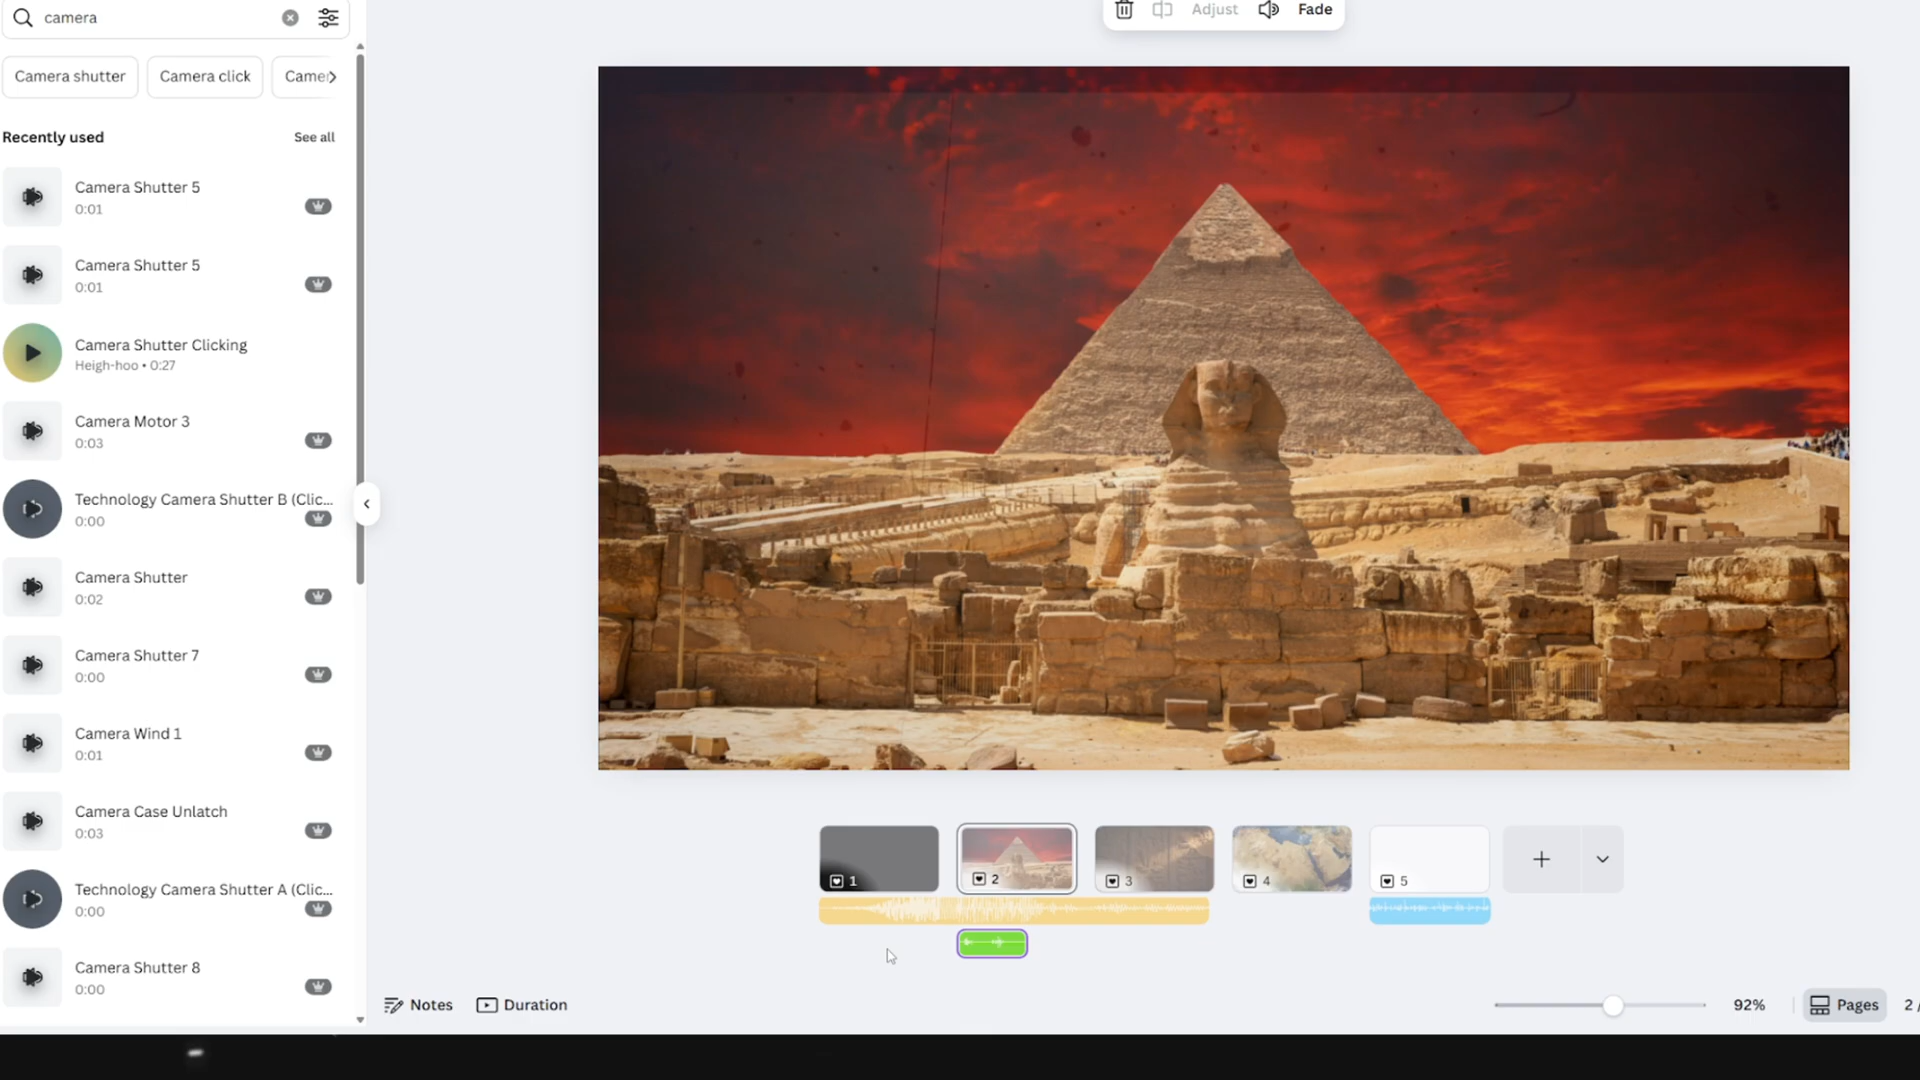 camera
Adjust
Fade
Camera shutter
Camera click
Camer
Recently used
See all
Camera Shutter 5
0:01
Camera Shutter 5
0:01
Camera Shutter Clicking
Heigh-hoo • 0:27
Camera Motor 3
0:03
Technology Camera Shutter B (Clic...
0:00
Camera Shutter
0:02
Camera Shutter 7
0:00
Camera Wind 1
0:01
Camera Case Unlatch
0:03
Technology Camera Shutter A (Clic...
0:00
Camera Shutter 8
0:00
1
2
3
4
5
Notes
Duration
92%
Pages
2 /